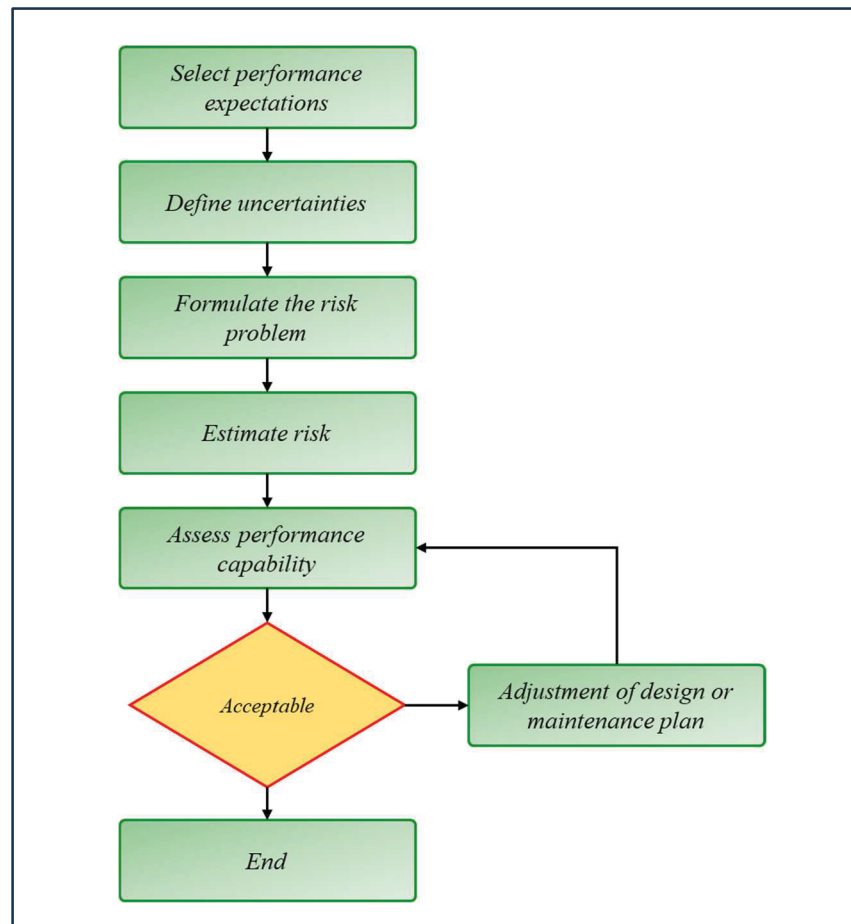 Select performance
expectations
Define uncertainties
Formulate the risk
problem
Estimate risk
Assess performance
capability
Acceptable
Adjustment of design or
maintenance plan
End